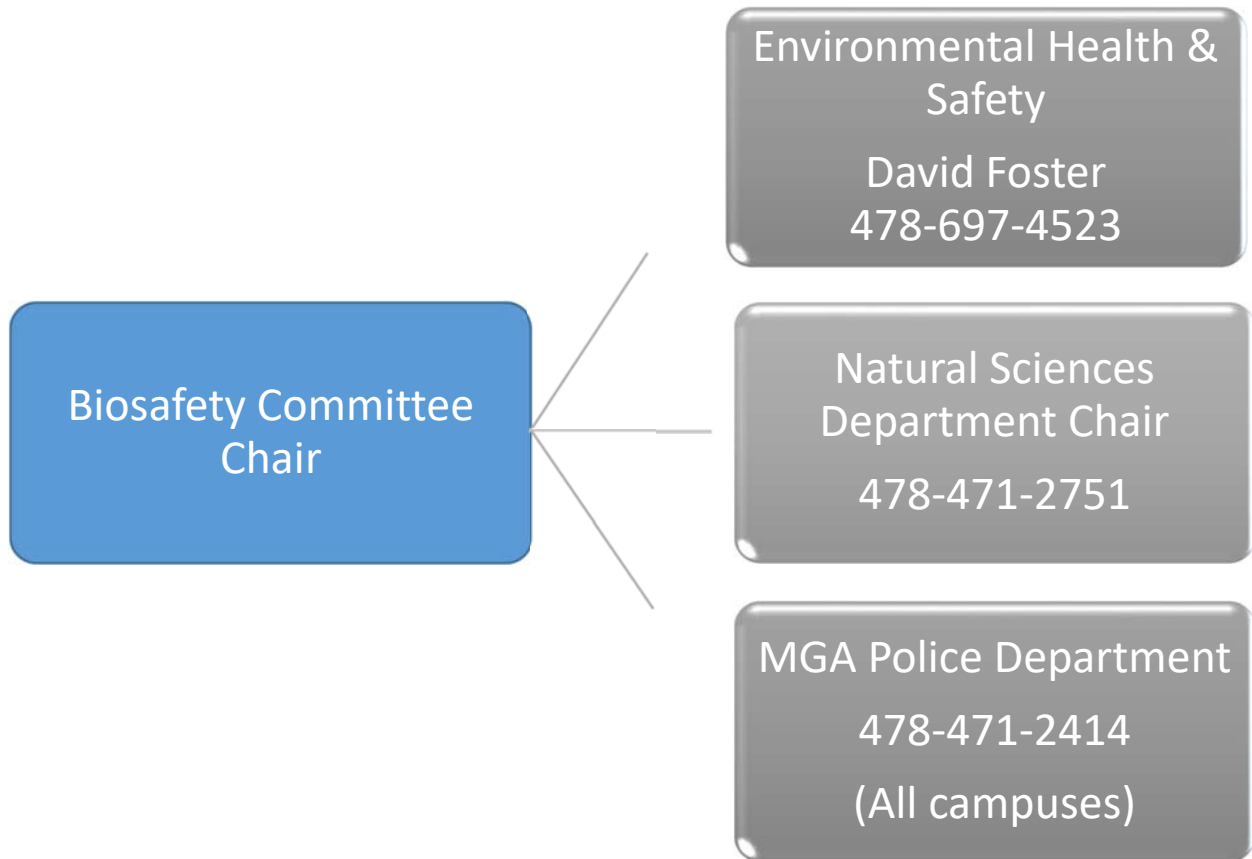 Environmental Health &
Safety
David Foster
478-697-4523
Biosafety Committee
Chair
Natural Sciences
Department Chair
478-471-2751
MGA Police Department
478-471-2414
(All campuses)